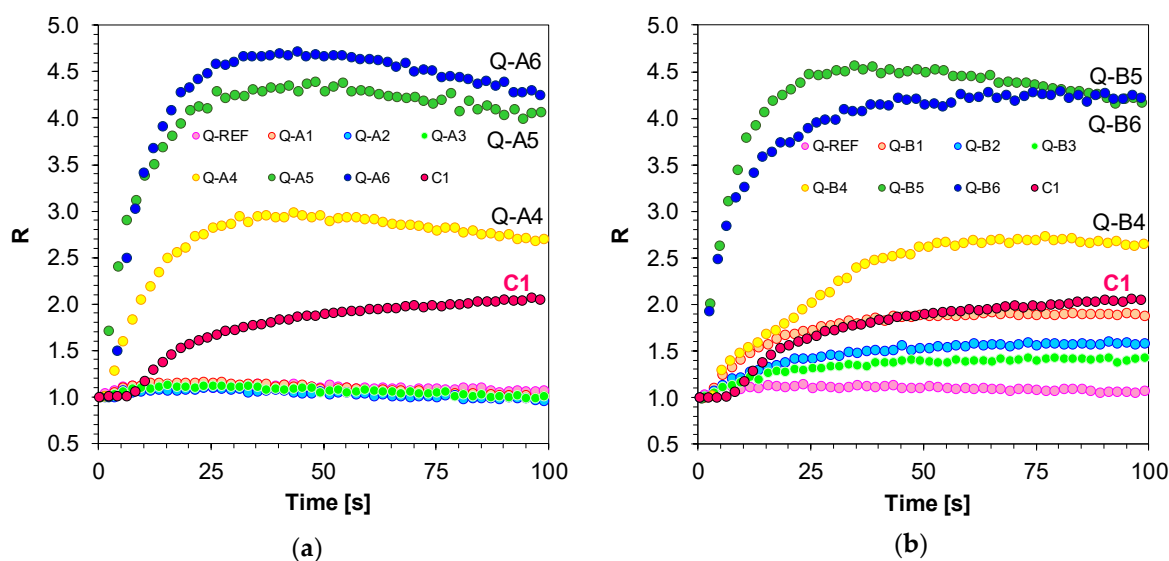 5.0
4.5
4.0
3.5
3.0
2.5
2.0
1.5
1.0
0.5
R
Q-A6
Q-A5
Q-REF Q-A1 Q-A2 Q-A3
Q-A4 Q-A5 Q-A6 C1
Q-A4
C1
0 25 50 75 100
Time [s]
(a)
5.0
4.5
4.0
3.5
3.0
2.5
2.0
1.5
1.0
0.5
R
Q-B5
Q-B6
Q-REF Q-B1 Q-B2 Q-B3
Q-B4 Q-B5 Q-B6 C1
Q-B4
C1
0 25 50 75 100
Time [s]
(b)